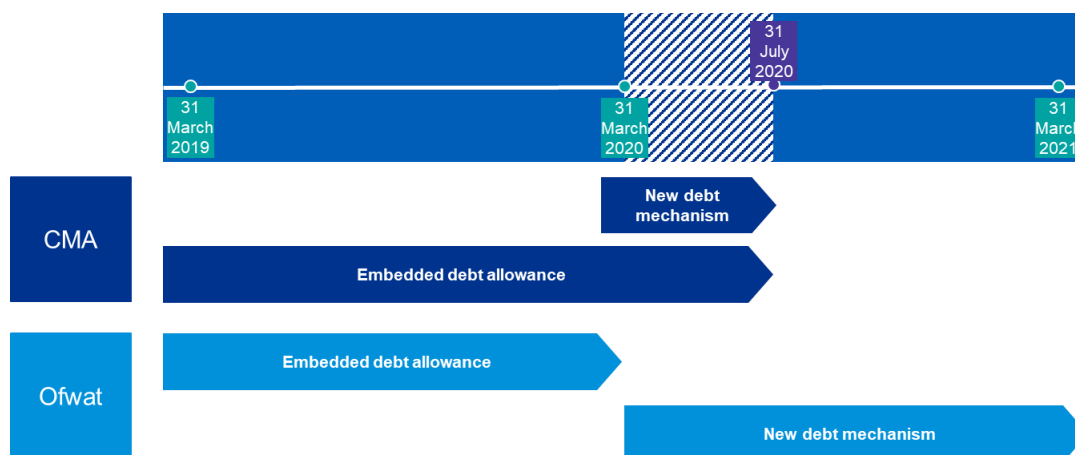 31
July
2020
31
March
2019
31
March
2020
31
March
2021
CMA
New debt
mechanism
Embedded debt allowance
Ofwat
Embedded debt allowance
New debt mechanism